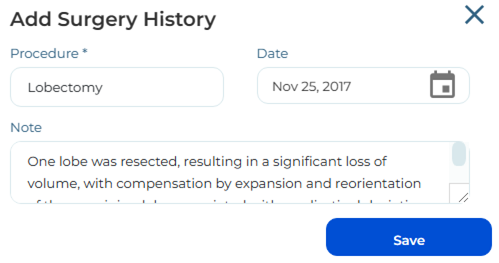 Add Surgery History
Procedure *
Date
Lobectomy
Nov 25, 2017
Note
One lobe was resected, resulting in a significant loss of
volume, with compensation by expansion and reorientation
Save